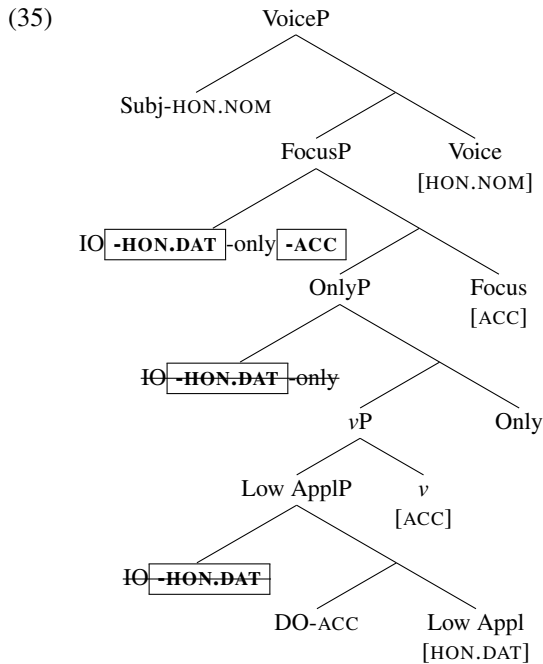 (35)
VoiceP
Subj-HON.NOM
FocusP Voice
[HON.NOM]
IO -HON.DAT -only -ACC
OnlyP Focus
[ACC]
IO -HON.DAT -only
vP Only
Low ApplP v
[ACC]
IO -HON.DAT
DO-ACC Low Appl
[HON.DAT]